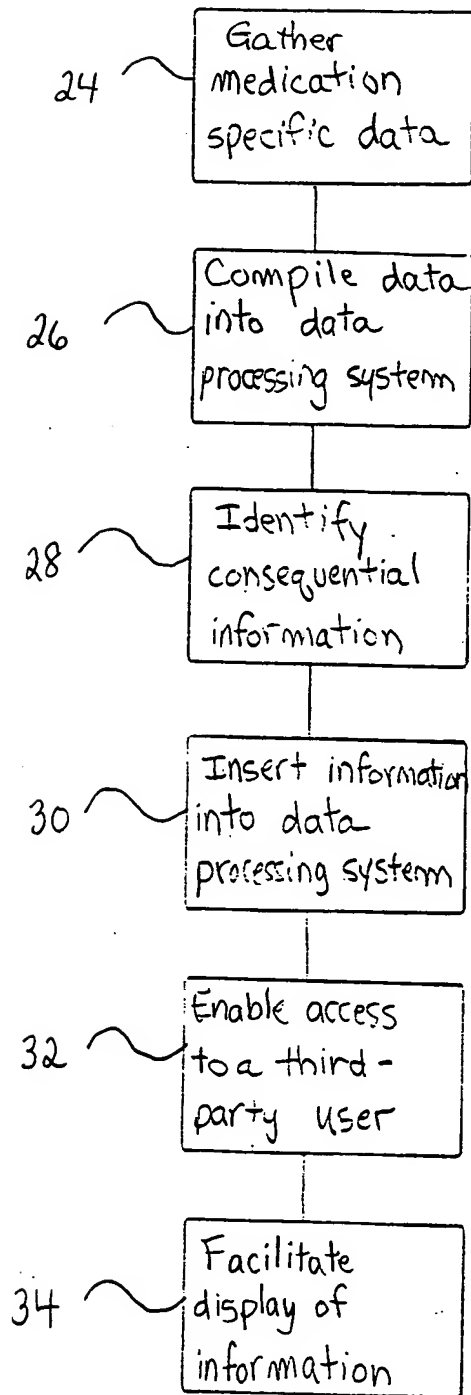 24
Gather
medication
specific data
26
Compile data
into data
processing system
28
Identify
consequential
information
30
Insert information
into data
processing system
32
Enable access
to a third-
party user
34
Facilitate
display of
information